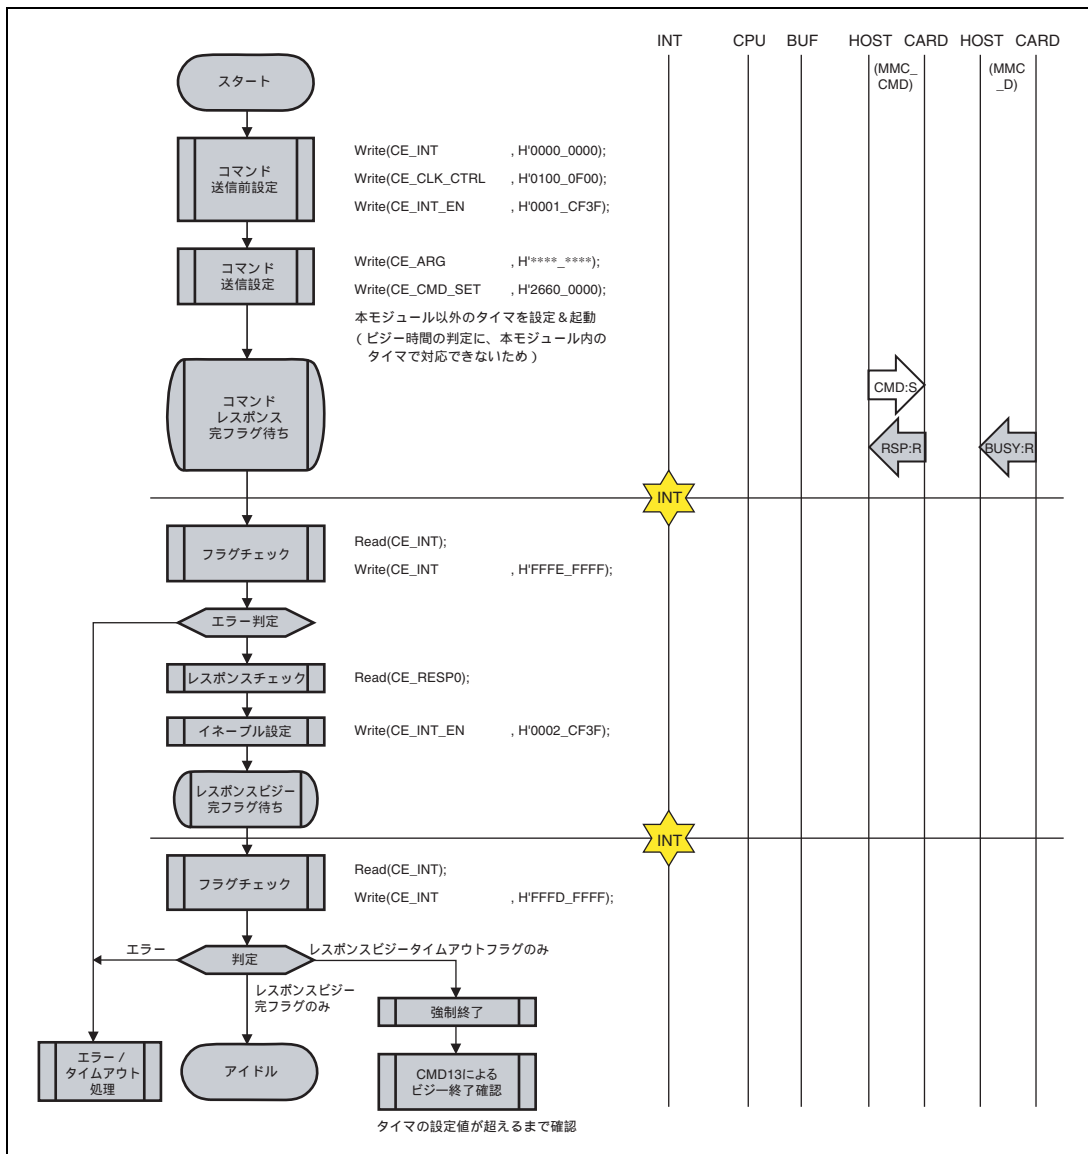 INT CPU BUF HOST CARD HOST CARD
(MMC_
CMD)
(MMC
_D)
スタート
コマンド
送信前設定
Write(CE_INT , H'0000_0000);
Write(CE_CLK_CTRL , H'0100_0F00);
Write(CE_INT_EN , H'0001_CF3F);
コマンド
送信設定
Write(CE_ARG , H'****_****);
Write(CE_CMD_SET , H'2660_0000);
本モジュール以外のタイマを設定&起動
(ビジー時間の判定に、本モジュール内の
タイマで対応できないため)
コマンド
レスポンス
完フラグ待ち
CMD:S
RSP:R
BUSY:R
INT
フラグチェック
Read(CE_INT);
Write(CE_INT , H'FFFE_FFFF);
エラー判定
レスポンスチェック
Read(CE_RESP0);
イネーブル設定
Write(CE_INT_EN , H'0002_CF3F);
レスポンスビジー
完フラグ待ち
INT
フラグチェック
Read(CE_INT);
Write(CE_INT , H'FFFD_FFFF);
エラー
判定
レスポンスビジータイムアウトフラグのみ
レスポンスビジー
完フラグのみ
強制終了
エラー/
タイムアウト
処理
アイドル
CMD13による
ビジー終了確認
タイマの設定値が超えるまで確認